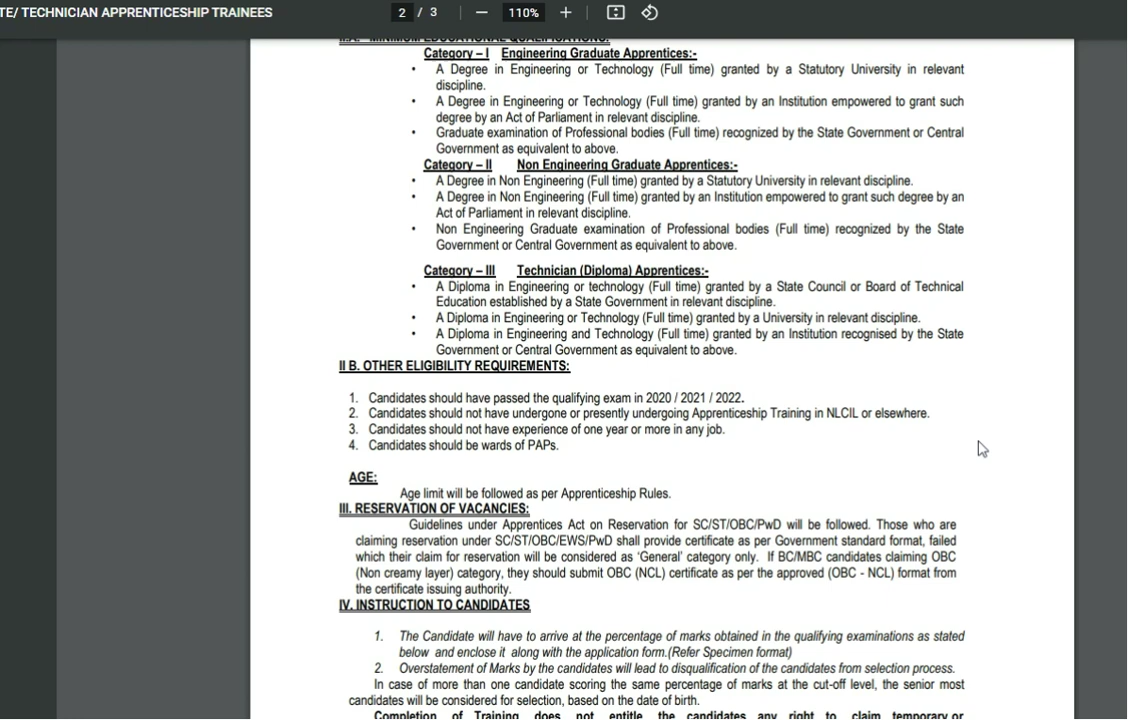 TE/ TECHNICIAN APPRENTICESHIP TRAINEES
2 / 3
110%
II.A. MINIMUM EDUCATIONAL QUALIFICATIONS:
Category – I Engineering Graduate Apprentices:-
• A Degree in Engineering or Technology (Full time) granted by a Statutory University in relevant
discipline.
• A Degree in Engineering or Technology (Full time) granted by an Institution empowered to grant such
degree by an Act of Parliament in relevant discipline.
• Graduate examination of Professional bodies (Full time) recognized by the State Government or Central
Government as equivalent to above.
Category – II Non Engineering Graduate Apprentices:-
• A Degree in Non Engineering (Full time) granted by a Statutory University in relevant discipline.
• A Degree in Non Engineering (Full time) granted by an Institution empowered to grant such degree by an
Act of Parliament in relevant discipline.
• Non Engineering Graduate examination of Professional bodies (Full time) recognized by the State
Government or Central Government as equivalent to above.
Category – III Technician (Diploma) Apprentices:-
• A Diploma in Engineering or technology (Full time) granted by a State Council or Board of Technical
Education established by a State Government in relevant discipline.
• A Diploma in Engineering or Technology (Full time) granted by a University in relevant discipline.
• A Diploma in Engineering and Technology (Full time) granted by an Institution recognised by the State
Government or Central Government as equivalent to above.
II B. OTHER ELIGIBILITY REQUIREMENTS:
1. Candidates should have passed the qualifying exam in 2020 / 2021 / 2022.
2. Candidates should not have undergone or presently undergoing Apprenticeship Training in NLCIL or elsewhere.
3. Candidates should not have experience of one year or more in any job.
4. Candidates should be wards of PAPs.
AGE:
Age limit will be followed as per Apprenticeship Rules.
III. RESERVATION OF VACANCIES:
Guidelines under Apprentices Act on Reservation for SC/ST/OBC/PwD will be followed. Those who are
claiming reservation under SC/ST/OBC/EWS/PwD shall provide certificate as per Government standard format, failed
which their claim for reservation will be considered as 'General' category only. If BC/MBC candidates claiming OBC
(Non creamy layer) category, they should submit OBC (NCL) certificate as per the approved (OBC - NCL) format from
the certificate issuing authority.
IV. INSTRUCTION TO CANDIDATES
1. The Candidate will have to arrive at the percentage of marks obtained in the qualifying examinations as stated
below and enclose it along with the application form.(Refer Specimen format)
2. Overstatement of Marks by the candidates will lead to disqualification of the candidates from selection process.
In case of more than one candidate scoring the same percentage of marks at the cut-off level, the senior most
candidates will be considered for selection, based on the date of birth.
Completion of Training does not entitle the candidates any right to claim temporary or